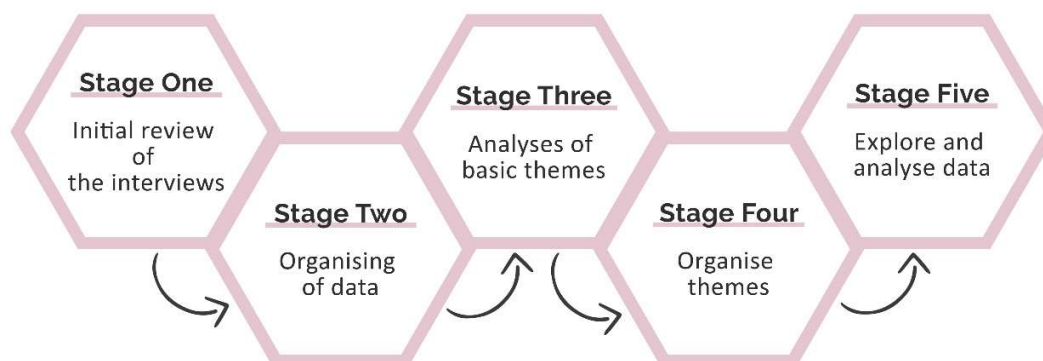 Stage One
Initial review
of
the interviews
Stage Two
Organising
of data
Stage Three
Analyses of
basic themes
Stage Four
Organise
themes
Stage Five
Explore and
analyse data